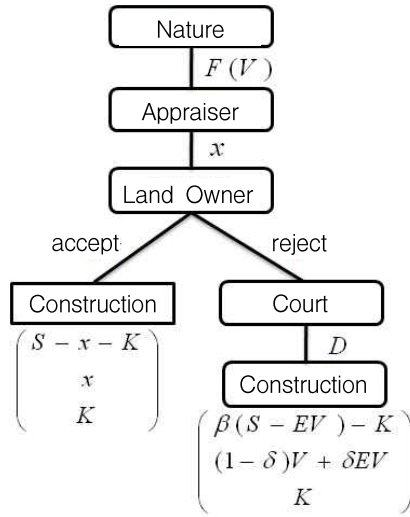 Nature
F (V)
Appraiser
x
Land Owner
accept
reject
Construction
Court
S - x - K
x
K
D
Construction
β(S - EV) - K
(1- δ)V + δEV
K